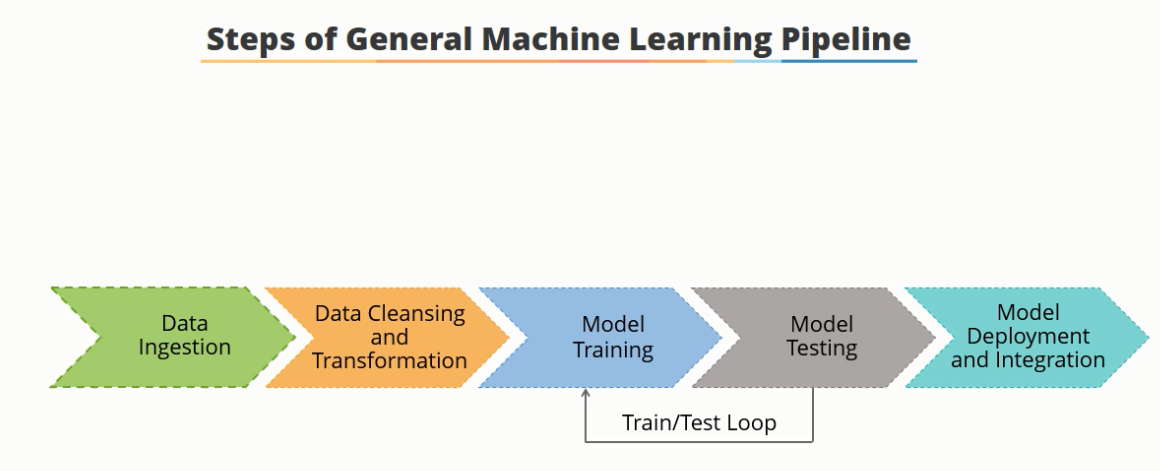 Steps of General Machine Learning Pipeline
Data
Ingestion
Data Cleansing
and
Transformation
Model
Training
Model
Testing
Model
Deployment
and Integration
Train/Test Loop